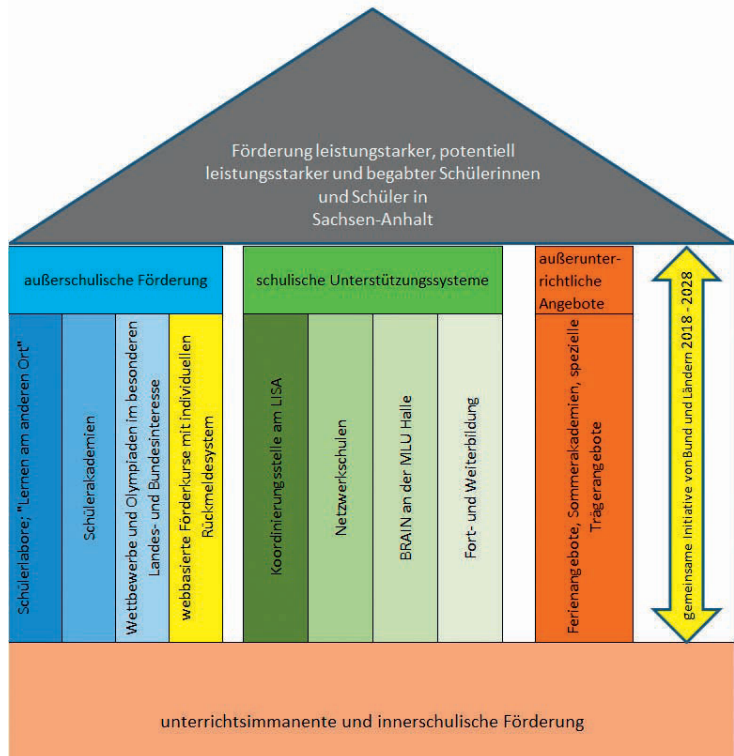 Förderung leistungstarker, potentiell
leistungsstarker und begabter Schülerinnen
und Schüler in
Sachsen-Anhalt
außerschulische Förderung
Schülerlabore; "Lernen am anderen Ort"
Schülerakademien
Wettbewerbe und Olympiaden im besonderen
Landes- und Bundesinteresse
webbasierte Förderkurse mit individuellen
Rückmeldesystem
schulische Unterstützungssysteme
Koordinierungsstelle am LISA
Netzwerkschulen
BRAIN an der MLU Halle
Fort- und Weiterbildung
außerunter-
richtliche
Angebote
Ferienangebote, Sommerakademien, spezielle
Trägerangebote
gemeinsame Initiative von Bund und Ländern 2018 - 2028
unterrichtsimmanente und innerschulische Förderung